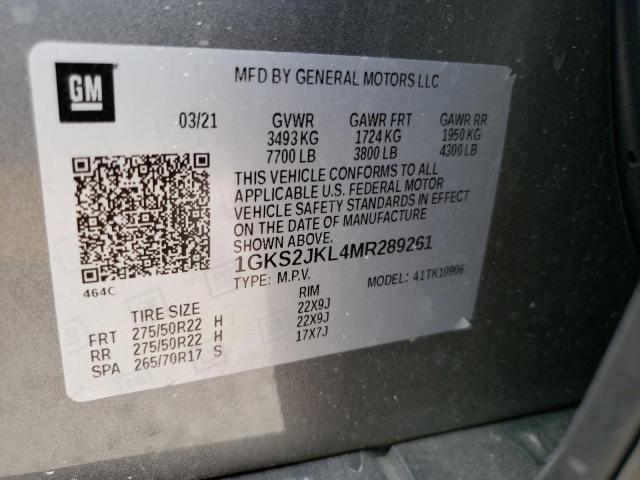 GM
MFD BY GENERAL MOTORS LLC
03/21 GVWR GAWR FRT GAWR RR
3493 KG 1724 KG 1950 KG
7700 LB 3800 LB 4300 LB
THIS VEHICLE CONFORMS TO ALL
APPLICABLE U.S. FEDERAL MOTOR
VEHICLE SAFETY STANDARDS IN EFFECT
ON THE DATE OF MANUFACTURE
SHOWN ABOVE.
1GKS2JKL4MR289261
TYPE: M.P.V. MODEL: 41TK10906
464C
TIRE SIZE RIM
FRT 275/50R22 H 22X9J
RR 275/50R22 H 22X9J
SPA 265/70R17 S 17X7J